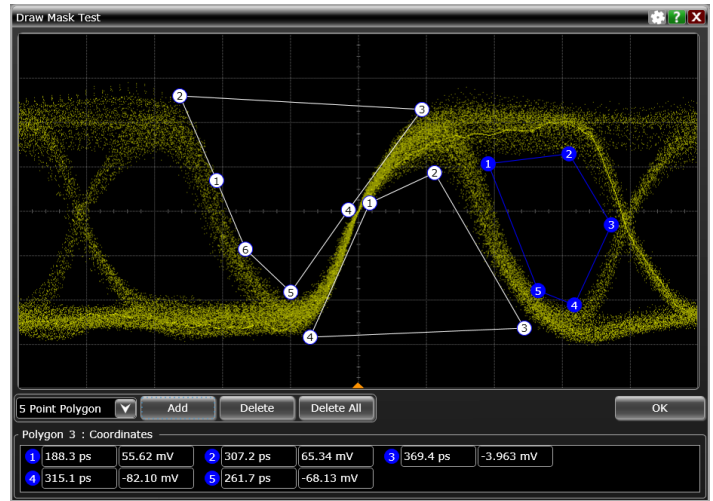 Draw Mask Test
?
X
2
3
1
4
1
2
6
5
4
3
1
2
3
5
4
5 Point Polygon
Add
Delete
Delete All
OK
Polygon 3 : Coordinates
1 188.3 ps 55.62 mV 2 307.2 ps 65.34 mV 3 369.4 ps -3.963 mV
4 315.1 ps -82.10 mV 5 261.7 ps -68.13 mV